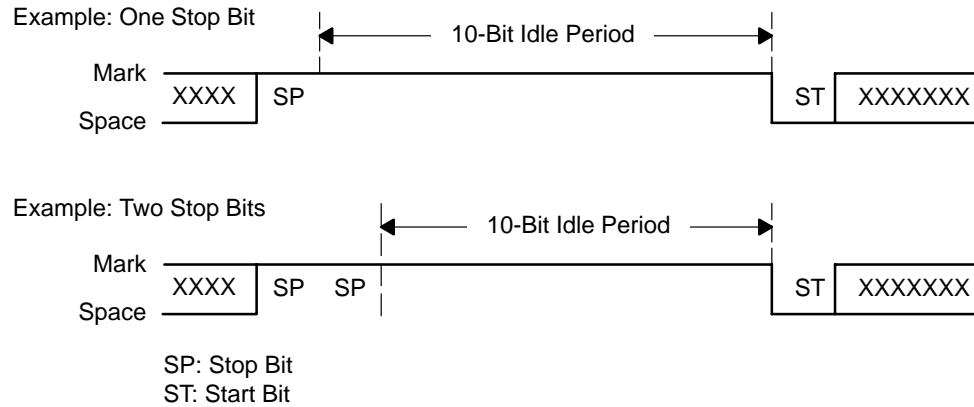 Example: One Stop Bit
10-Bit Idle Period
Mark
XXXX SP ST XXXXXXX
Space
Example: Two Stop Bits
10-Bit Idle Period
Mark
XXXX SP SP ST XXXXXXX
Space
SP: Stop Bit
ST: Start Bit